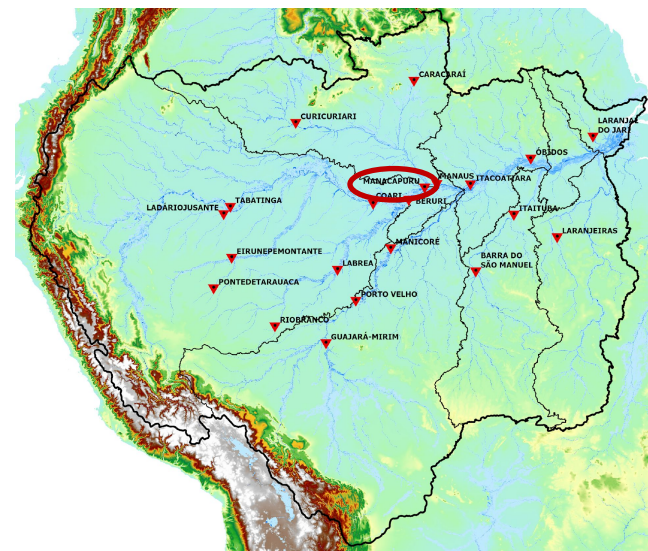 CARACARAÍ
CURICURIARI
LARANJAL
DO JARI
ÓBIDOS
MANACAPURU
MANAUS
ITACOATIARA
COARI
BERURI
TABATINGA
LADARIOJUSANTE
ITAITUBA
LARANJEIRAS
MANICORÉ
EIRUNEPEMONTANTE
BARRA DO
SÃO MANUEL
LABREA
PONTEDETARAUACA
PORTO VELHO
RIOBRANCO
GUAJARÁ-MIRIM